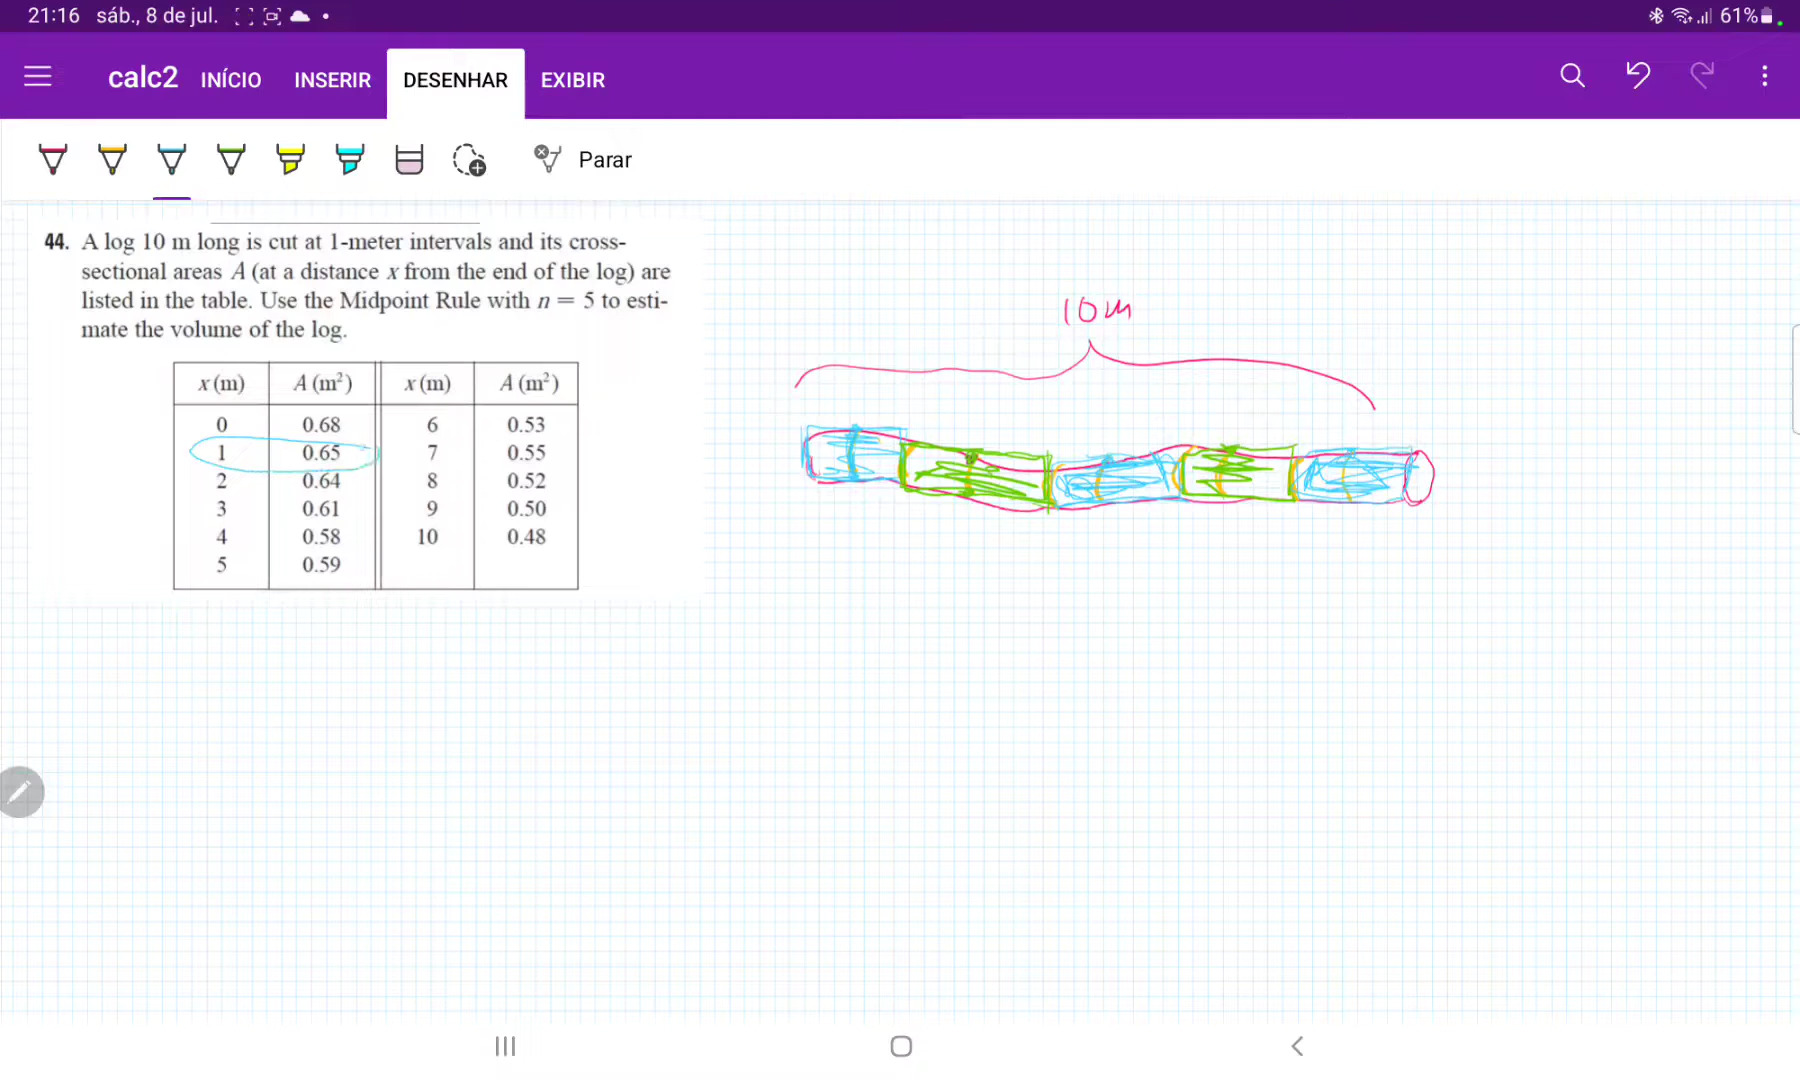 21:16 sáb., 8 de jul.
61%
calc2 INÍCIO INSERIR DESENHAR EXIBIR
Parar
44. A log 10 m long is cut at 1-meter intervals and its cross-
sectional areas A (at a distance x from the end of the log) are
listed in the table. Use the Midpoint Rule with n = 5 to esti-
mate the volume of the log.
x (m) A (m²) x (m) A (m²)
0 0.68 6 0.53
1 0.65 7 0.55
2 0.64 8 0.52
3 0.61 9 0.50
4 0.58 10 0.48
5 0.59
10 m